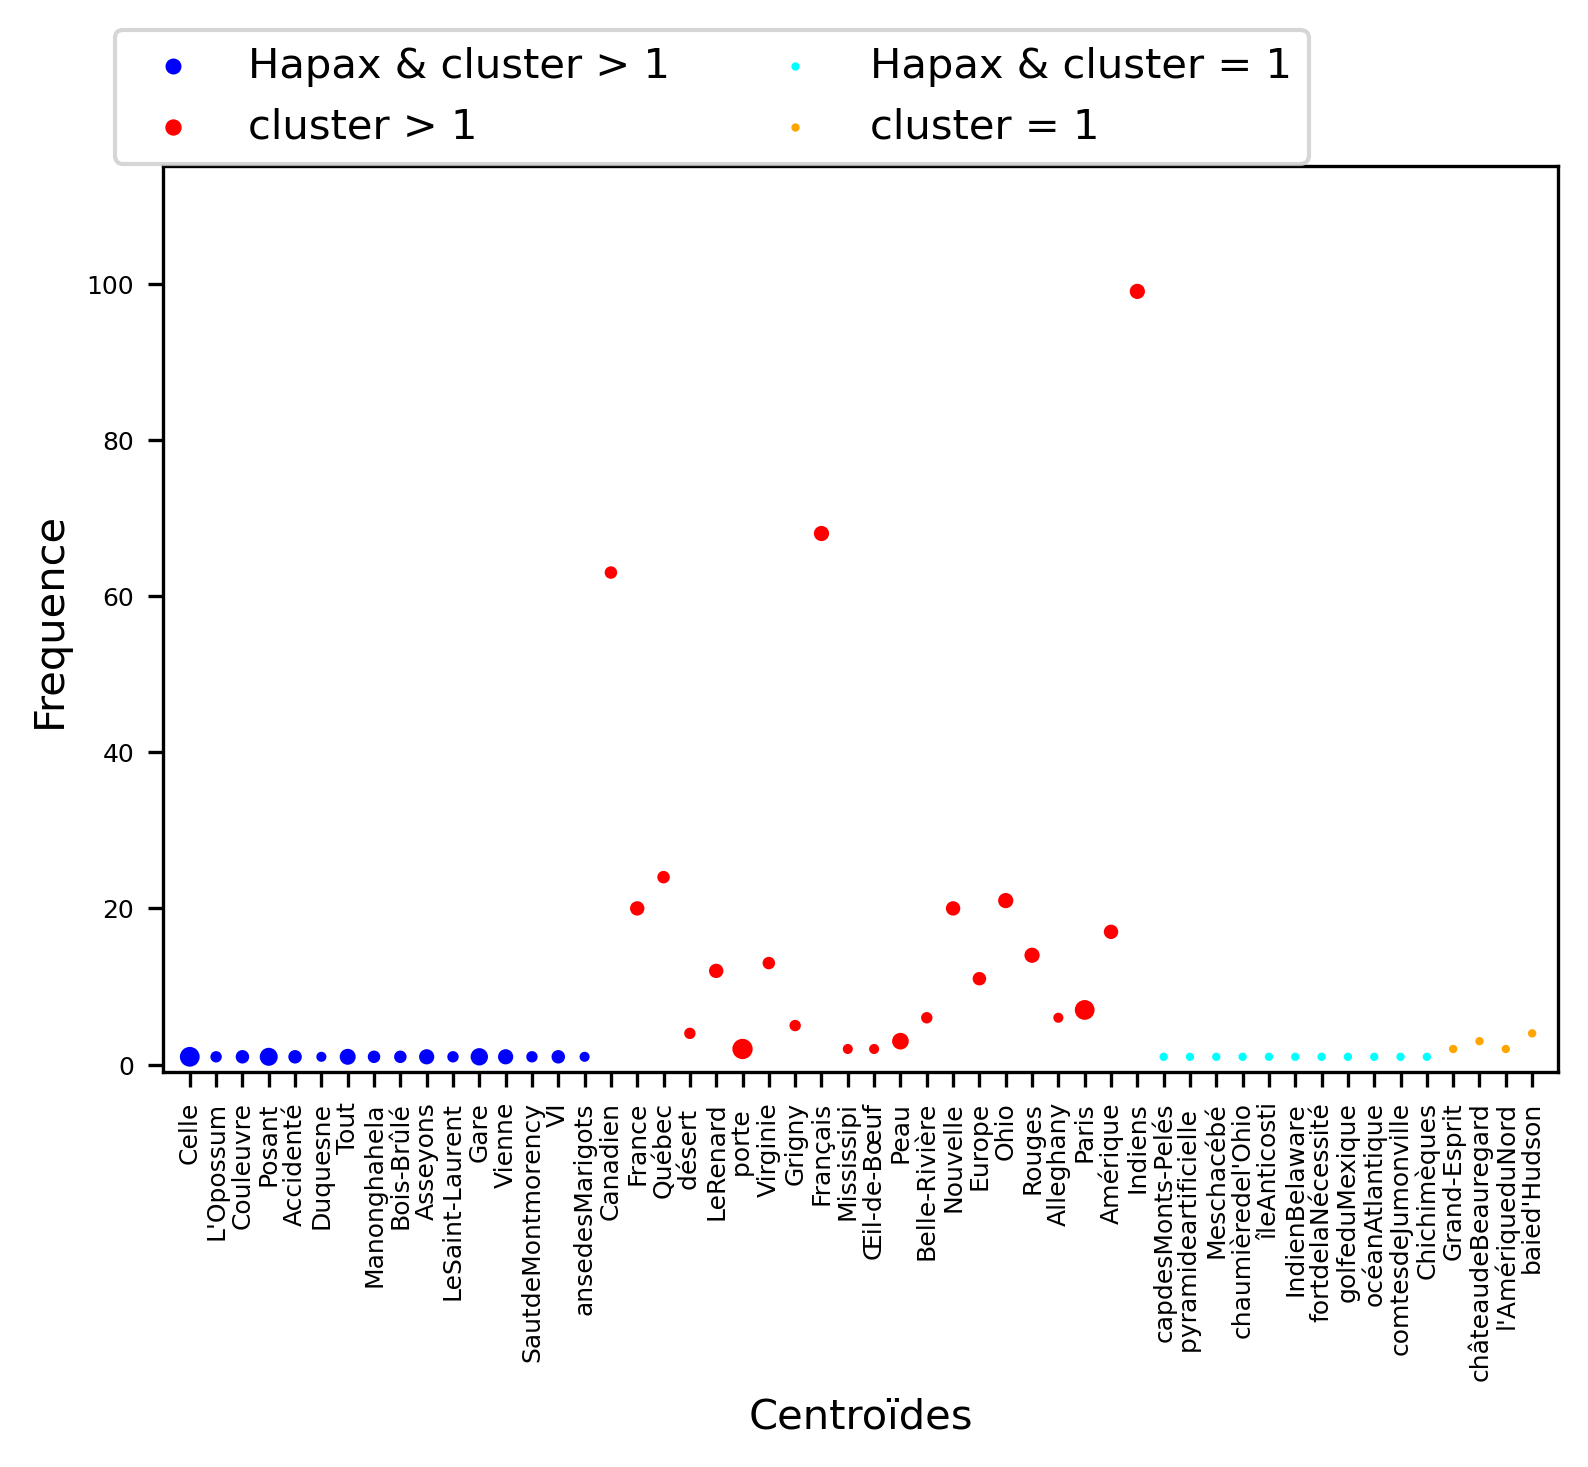 Hapax & cluster > 1
cluster > 1
Hapax & cluster = 1
cluster = 1
Frequence
100
80
60
40
20
0
Celle
L'Opossum
Couleuvre
Posant
Accidenté
Duquesne
Tout
Manonghahela
Bois-Brûlé
Asseyons
LeSaint-Laurent
Gare
Vienne
SautdeMontmorency
VI
ansedesMarigots
Canadien
France
Québec
désert
LeRenard
porte
Virginie
Grigny
Français
Mississipi
Œil-de-Bœuf
Peau
Belle-Rivière
Nouvelle
Europe
Ohio
Rouges
Alleghany
Paris
Amérique
Indiens
capdesMonts-Pelés
pyramideartificielle
Meschacébé
chaumièredel'Ohio
îleAnticosti
IndienBelaware
fortdelaNécessité
golfeduMexique
océanAtlantique
comtesdeJumonville
Chichimèques
Grand-Esprit
châteaudeBeauregard
l'AmériqueduNord
baied'Hudson
Centroïdes